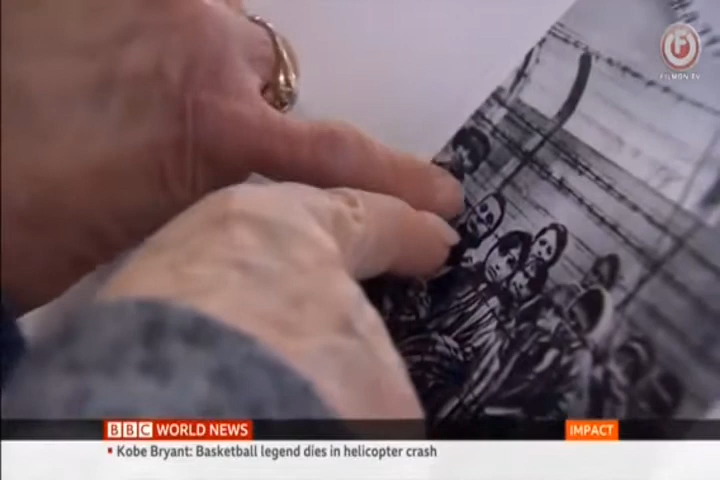 FILMON TV
BBC WORLD NEWS
IMPACT
Kobe Bryant: Basketball legend dies in helicopter crash